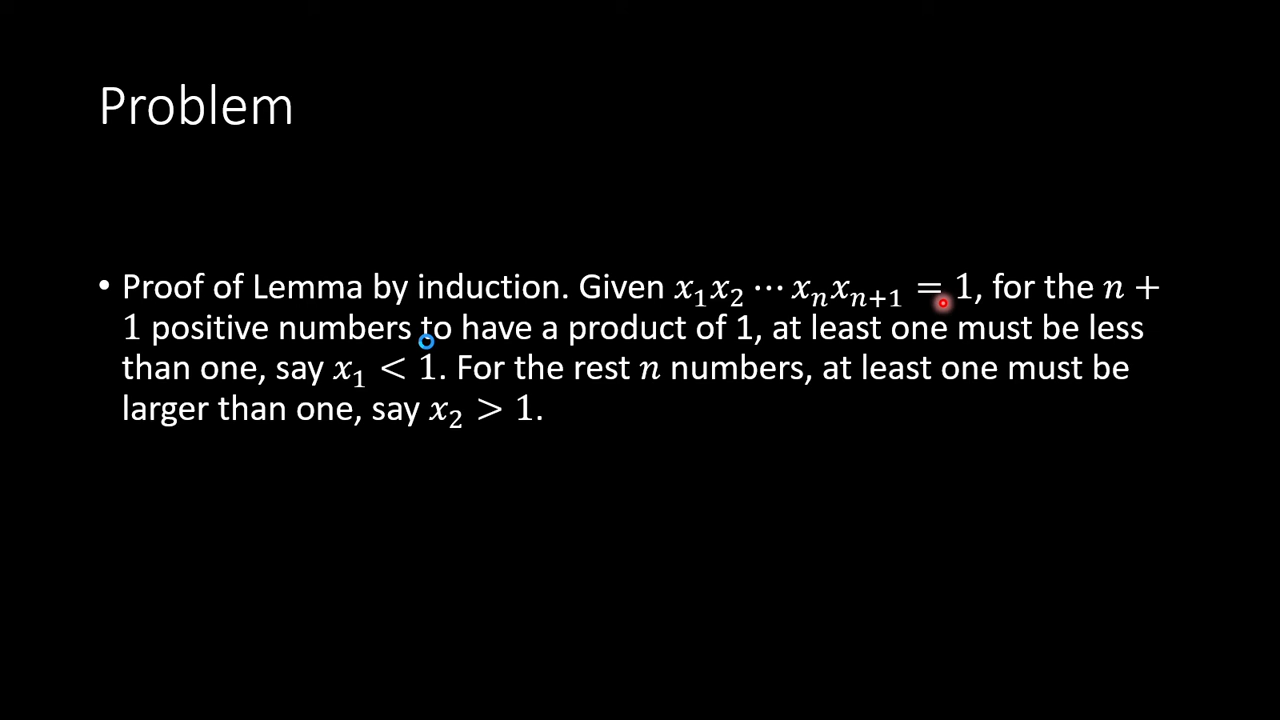 Problem
• Proof of Lemma by induction. Given x₁x₂ ⋯ xₙxₙ₊₁ = 1, for the n +
1 positive numbers to have a product of 1, at least one must be less
than one, say x₁ < 1. For the rest n numbers, at least one must be
larger than one, say x₂ > 1.